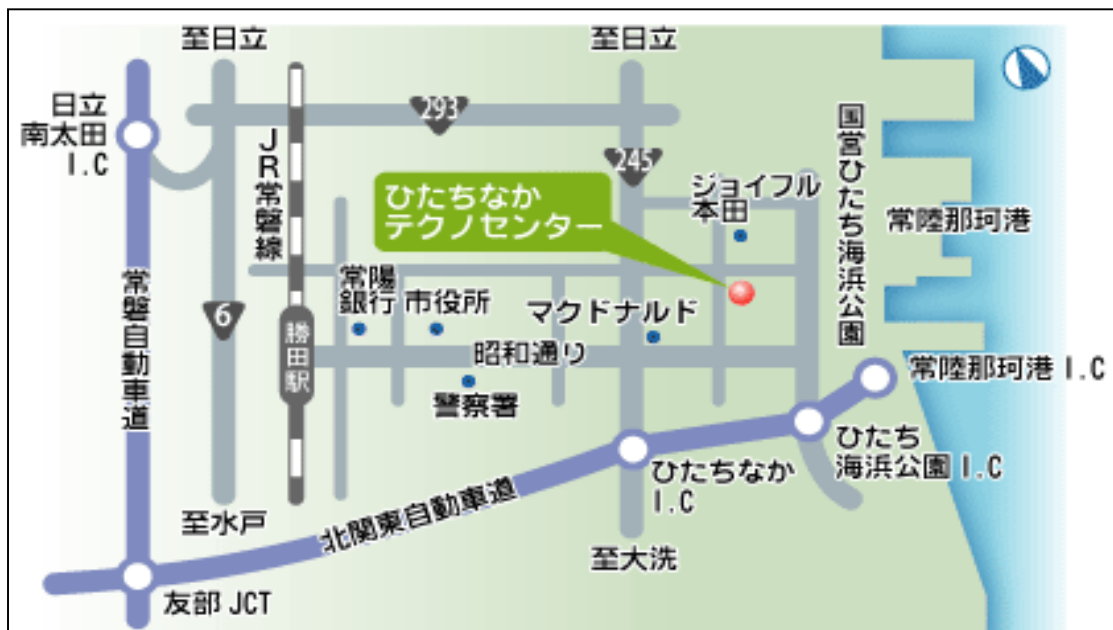 至日立
至日立
日立
南太田
I.C
293
JR常磐線
245
国営ひたち海浜公園
ひたちなか
テクノセンター
ジョイフル
本田
常陸那珂港
常磐自動車道
6
常陽
銀行
市役所
マクドナルド
勝田駅
昭和通り
警察署
常陸那珂港 I.C
ひたち
海浜公園 I.C
ひたちなか
I.C
北関東自動車道
至水戸
至大洗
友部 JCT